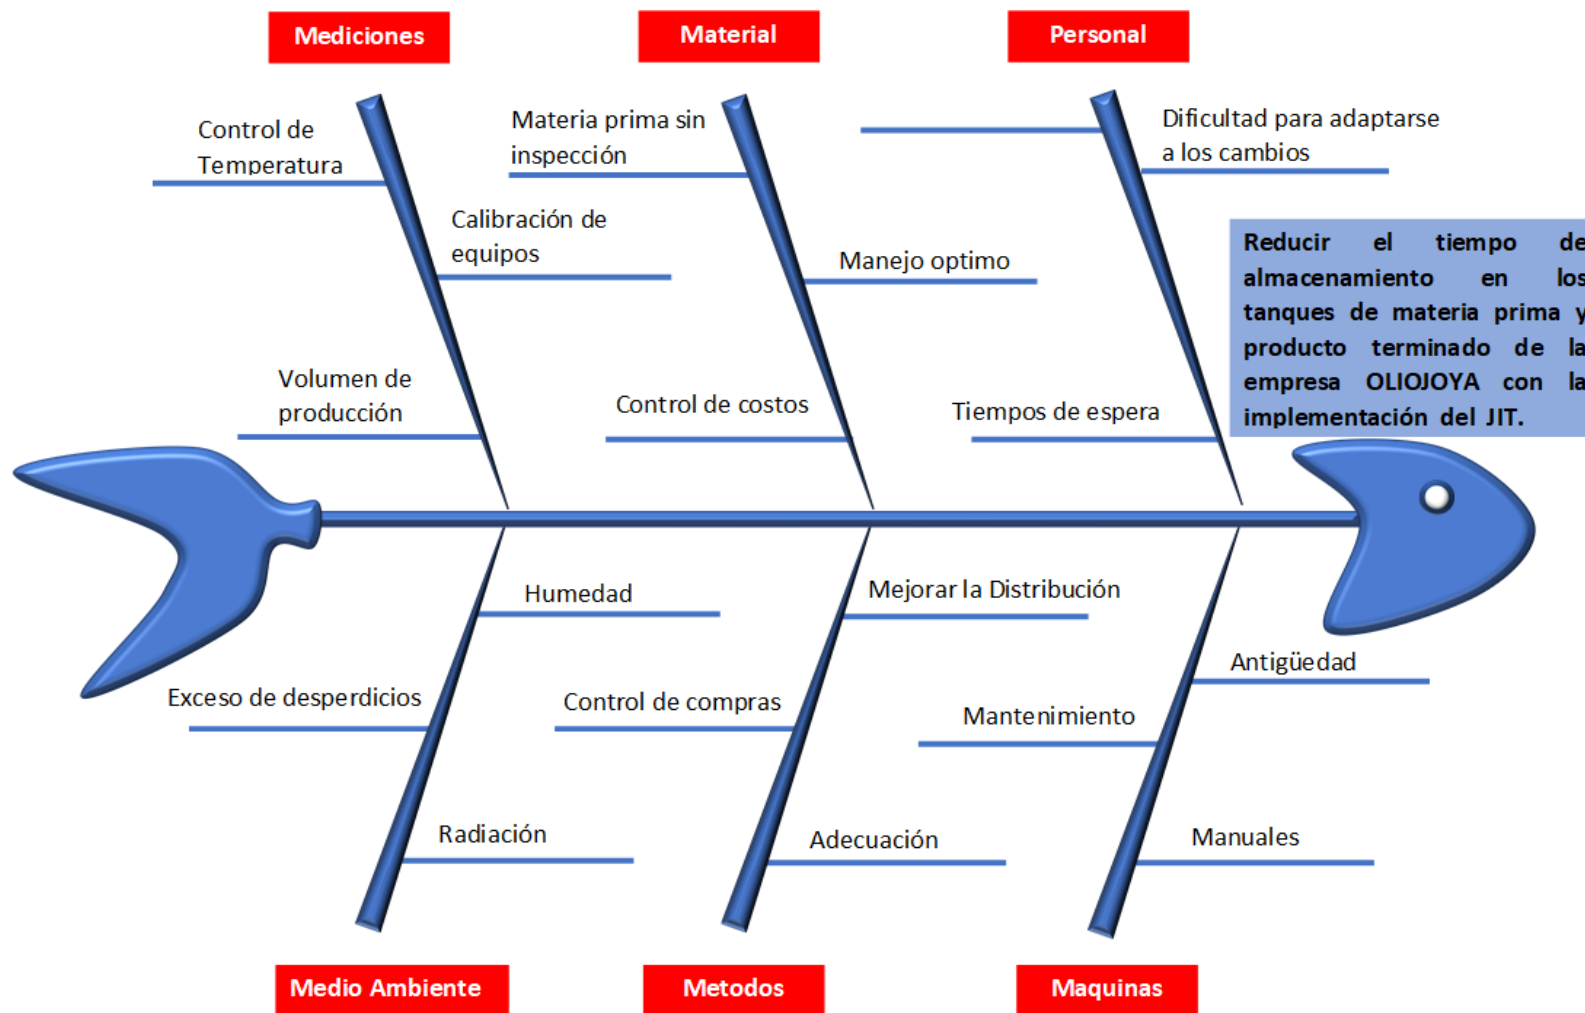 Mediciones
Material
Personal
Control de
Temperatura
Materia prima sin
inspección
Dificultad para adaptarse
a los cambios
Calibración de
equipos
Manejo optimo
Reducir el tiempo de
almacenamiento en los
tanques de materia prima y
producto terminado de la
empresa OLIOJOYA con la
implementación del JIT.
Volumen de
producción
Control de costos
Tiempos de espera
Humedad
Mejorar la Distribución
Antigüedad
Exceso de desperdicios
Control de compras
Mantenimiento
Radiación
Adecuación
Manuales
Medio Ambiente
Metodos
Maquinas